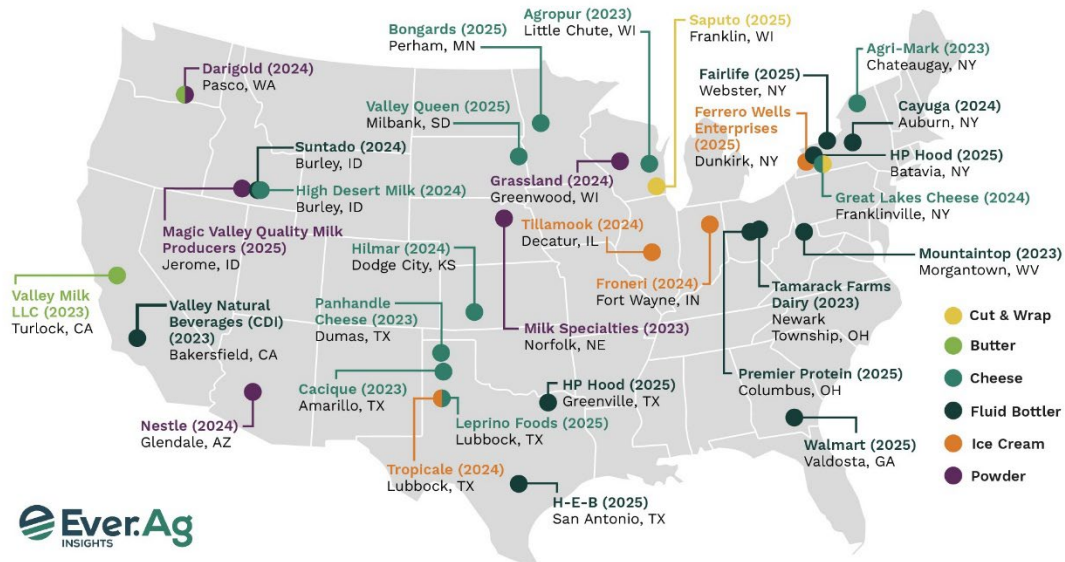 Bongards (2025)
Perham, MN
Agropur (2023)
Little Chute, WI
Saputo (2025)
Franklin, WI
Agri-Mark (2023)
Chateaugay, NY
Darigold (2024)
Pasco, WA
Valley Queen (2025)
Milbank, SD
Fairlife (2025)
Webster, NY
Cayuga (2024)
Auburn, NY
Ferrero Wells
Enterprises
(2025)
Dunkirk, NY
HP Hood (2025)
Batavia, NY
Great Lakes Cheese (2024)
Franklinville, NY
Suntado (2024)
Burley, ID
High Desert Milk (2024)
Burley, ID
Grassland (2024)
Greenwood, WI
Magic Valley Quality Milk
Producers (2025)
Jerome, ID
Hilmar (2024)
Dodge City, KS
Tillamook (2024)
Decatur, IL
Froneri (2024)
Fort Wayne, IN
Mountaintop (2023)
Morgantown, WV
Tamarack Farms
Dairy (2023)
Newark
Township, OH
Valley Milk
LLC (2023)
Turlock, CA
Valley Natural
Beverages (CDI)
(2023)
Bakersfield, CA
Panhandle
Cheese (2023)
Dumas, TX
Milk Specialties (2023)
Norfolk, NE
Cacique (2023)
Amarillo, TX
HP Hood (2025)
Greenville, TX
Premier Protein (2025)
Columbus, OH
Nestle (2024)
Glendale, AZ
Leprino Foods (2025)
Lubbock, TX
Tropicale (2024)
Lubbock, TX
Walmart (2025)
Valdosta, GA
H-E-B (2025)
San Antonio, TX
Cut & Wrap
Butter
Cheese
Fluid Bottler
Ice Cream
Powder
Ever.Ag
INSIGHTS